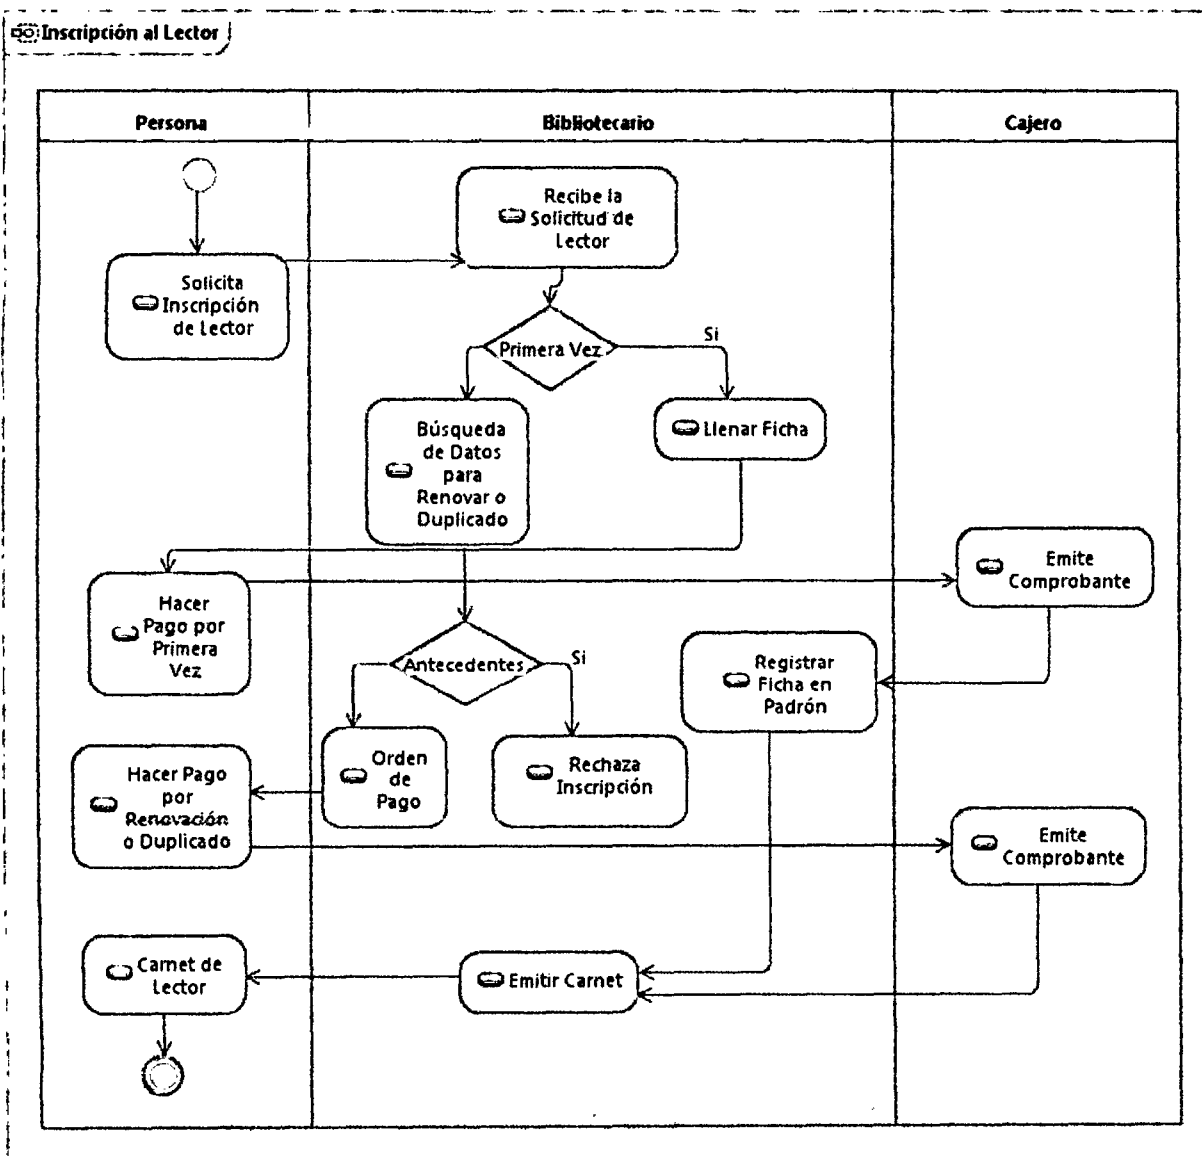 Inscripción al Lector
Persona
Bibliotecario
Cajero
Recibe la
Solicitud de
Lector
Solicita
Inscripción
de Lector
Primera Vez
Si
Búsqueda
de Datos
para
Renovar o
Duplicado
Llenar Ficha
Emite
Comprobante
Hacer
Pago por
Primera
Vez
Antecedentes
Si
Registrar
Ficha en
Padrón
Orden
de
Pago
Rechaza
Inscripción
Hacer Pago
por
Renovación
o Duplicado
Emite
Comprobante
Carnet de
Lector
Emitir Carnet